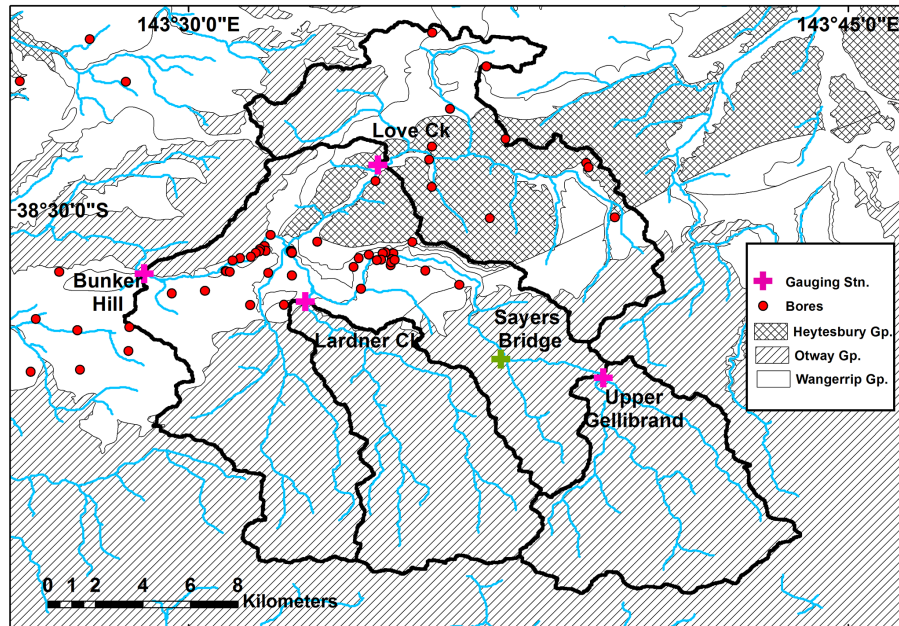 143°30'0"E
143°45'0"E
Love Ck
38°30'0"S
Bunker
Hill
Gauging Stn.
Bores
Heytesbury Gp.
Otway Gp.
Wangerrip Gp.
Sayers
Bridge
Lardner Ck
Upper
Gellibrand
0 1 2 4 6 8
Kilometers